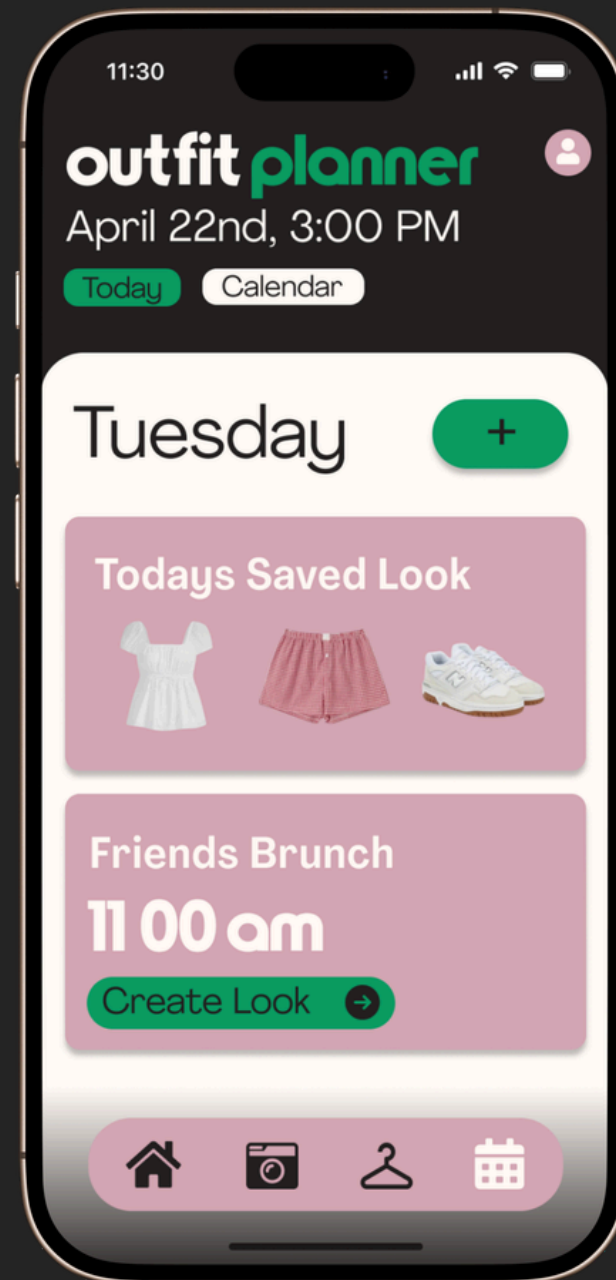 11:30
outfit planner
April 22nd, 3:00 PM
Today Calendar
Tuesday +
Todays Saved Look
N
Friends Brunch
11 00 am
Create Look